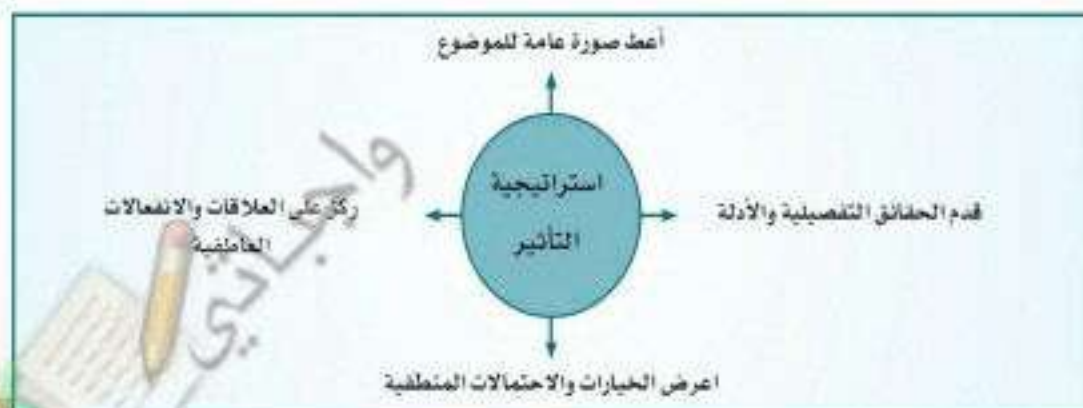 أعط صورة عامة للموضوع
استراتيجية
التأثير
قدم الحقائق التفصيلية والأدلة
ركز على العلاقات والانفعالات
العاطفية
اعرض الخيارات والاحتمالات المنطقية
واجباتي